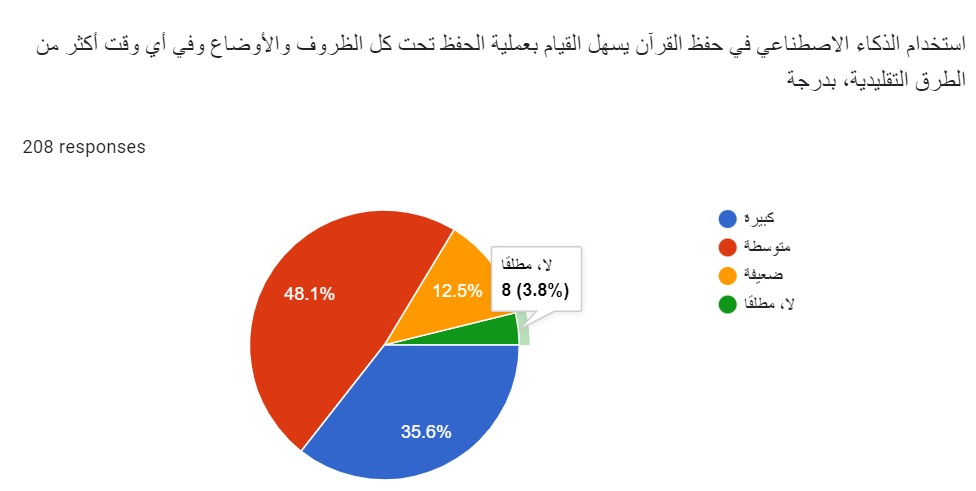 استخدام الذكاء الاصطناعي في حفظ القرآن يسهل القيام بعملية الحفظ تحت كل الظروف والأوضاع وفي أي وقت أكثر من
الطرق التقليدية، بدرجة
208 responses
كبيرة
متوسطة
ضعيفة
لا، مطلقًا
لا، مطلقًا
8 (3.8%)
12.5%
48.1%
35.6%